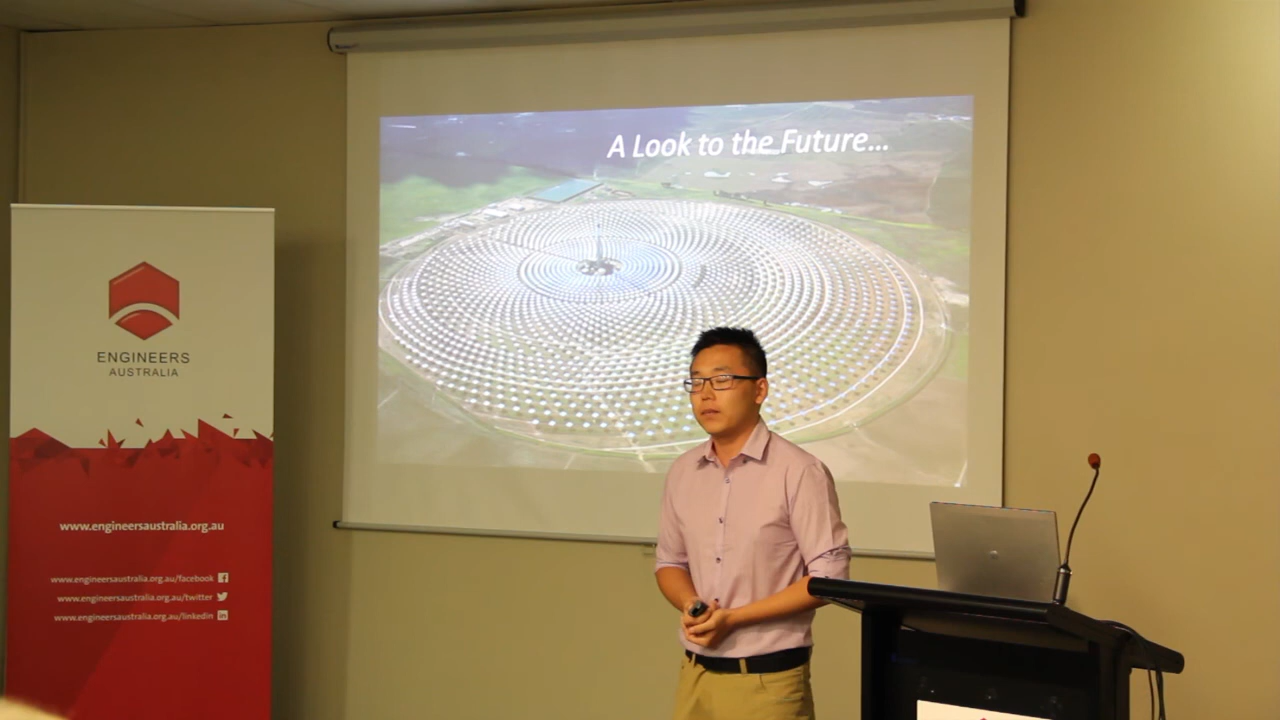 A Look to the Future...
ENGINEERS
AUSTRALIA
www.engineersaustralia.org.au
www.engineersaustralia.org.au/facebook
www.engineersaustralia.org.au/twitter
www.engineersaustralia.org.au/linkedin